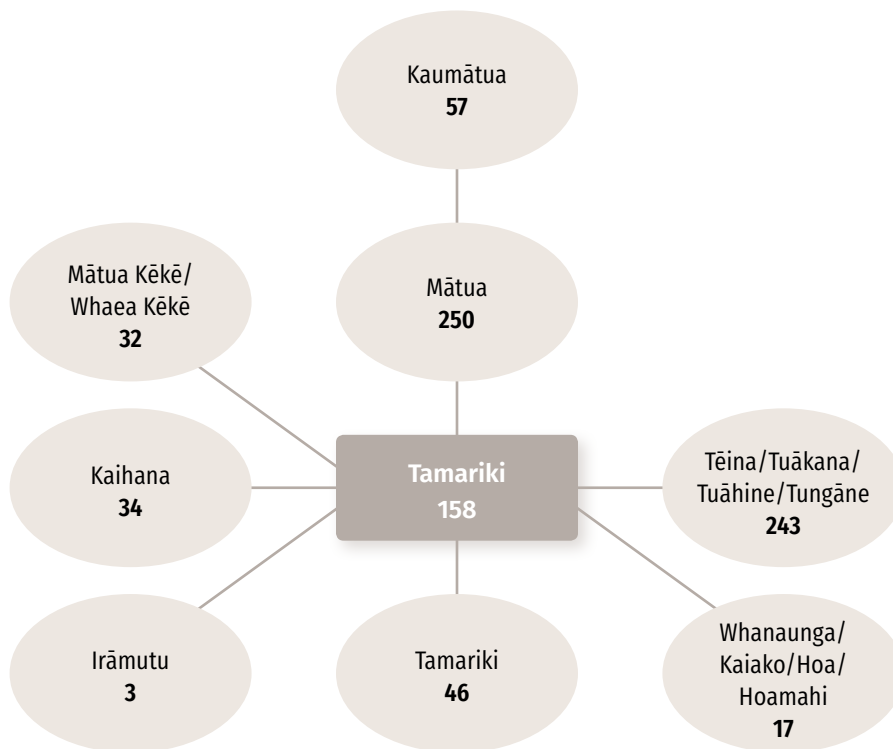 Kaumātua
57
Mātua Kēkē/
Whaea Kēkē
32
Mātua
250
Kaihana
34
Tamariki
158
Tēina/Tuākana/
Tuāhine/Tungāne
243
Irāmutu
3
Tamariki
46
Whanaunga/
Kaiako/Hoa/
Hoamahi
17